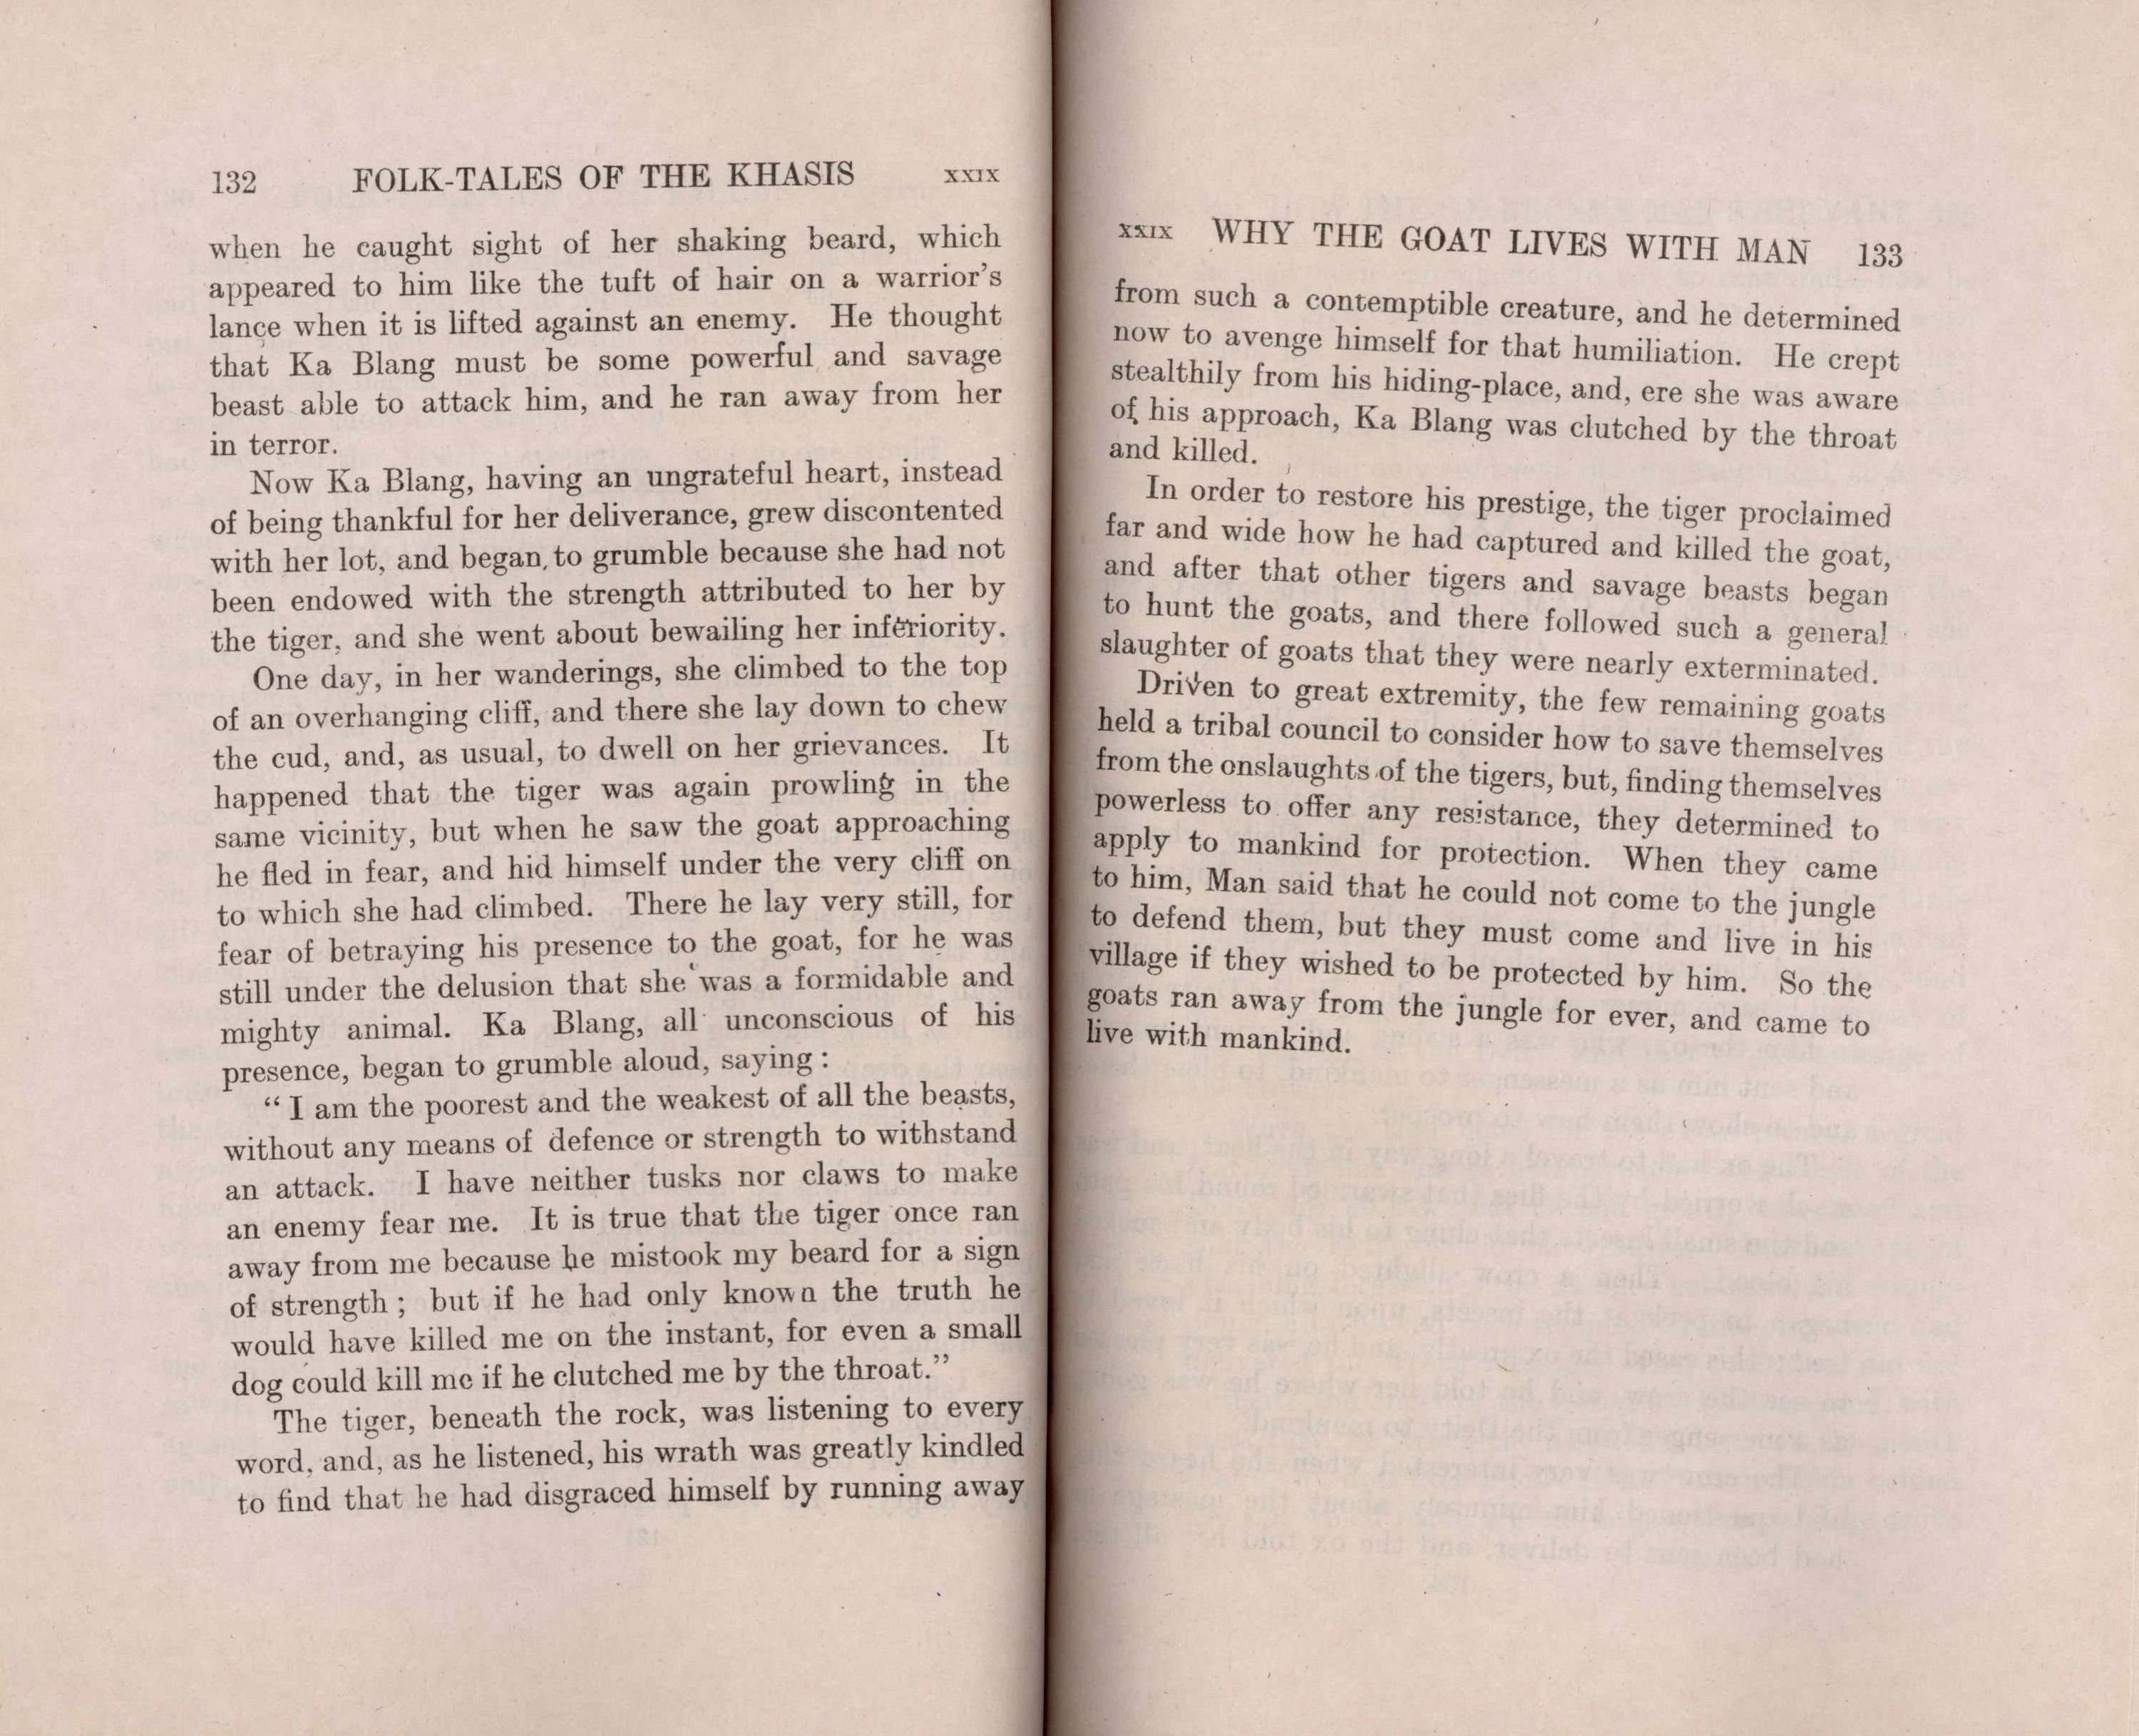 132 FOLK-TALES OF THE KHASIS XXIX
when he caught sight of her shaking beard, which
appeared to him like the tuft of hair on a warrior's
lance when it is lifted against an enemy. He thought
that Ka Blang must be some powerful and savage
beast able to attack him, and he ran away from her
in terror.
Now Ka Blang, having an ungrateful heart, instead
of being thankful for her deliverance, grew discontented
with her lot, and began to grumble because she had not
been endowed with the strength attributed to her by
the tiger, and she went about bewailing her inferiority.
One day, in her wanderings, she climbed to the top
of an overhanging cliff, and there she lay down to chew
the cud, and, as usual, to dwell on her grievances. It
happened that the tiger was again prowling in the
same vicinity, but when he saw the goat approaching
he fled in fear, and hid himself under the very cliff on
to which she had climbed. There he lay very still, for
fear of betraying his presence to the goat, for he was
still under the delusion that she was a formidable and
mighty animal. Ka Blang, all unconscious of his
presence, began to grumble aloud, saying :
“ I am the poorest and the weakest of all the beasts,
without any means of defence or strength to withstand
an attack. I have neither tusks nor claws to make
an enemy fear me. It is true that the tiger once ran
away from me because he mistook my beard for a sign
of strength ; but if he had only known the truth he
would have killed me on the instant, for even a small
dog could kill me if he clutched me by the throat.”
The tiger, beneath the rock, was listening to every
word, and, as he listened, his wrath was greatly kindled
to find that he had disgraced himself by running away
XXIX WHY THE GOAT LIVES WITH MAN 133
from such a contemptible creature, and he determined
now to avenge himself for that humiliation. He crept
stealthily from his hiding-place, and, ere she was aware
of his approach, Ka Blang was clutched by the throat
and killed.
In order to restore his prestige, the tiger proclaimed
far and wide how he had captured and killed the goat,
and after that other tigers and savage beasts began
to hunt the goats, and there followed such a general
slaughter of goats that they were nearly exterminated.
Driven to great extremity, the few remaining goats
held a tribal council to consider how to save themselves
from the onslaughts of the tigers, but, finding themselves
powerless to offer any resistance, they determined to
apply to mankind for protection. When they came
to him, Man said that he could not come to the jungle
to defend them, but they must come and live in his
village if they wished to be protected by him. So the
goats ran away from the jungle for ever, and came to
live with mankind.